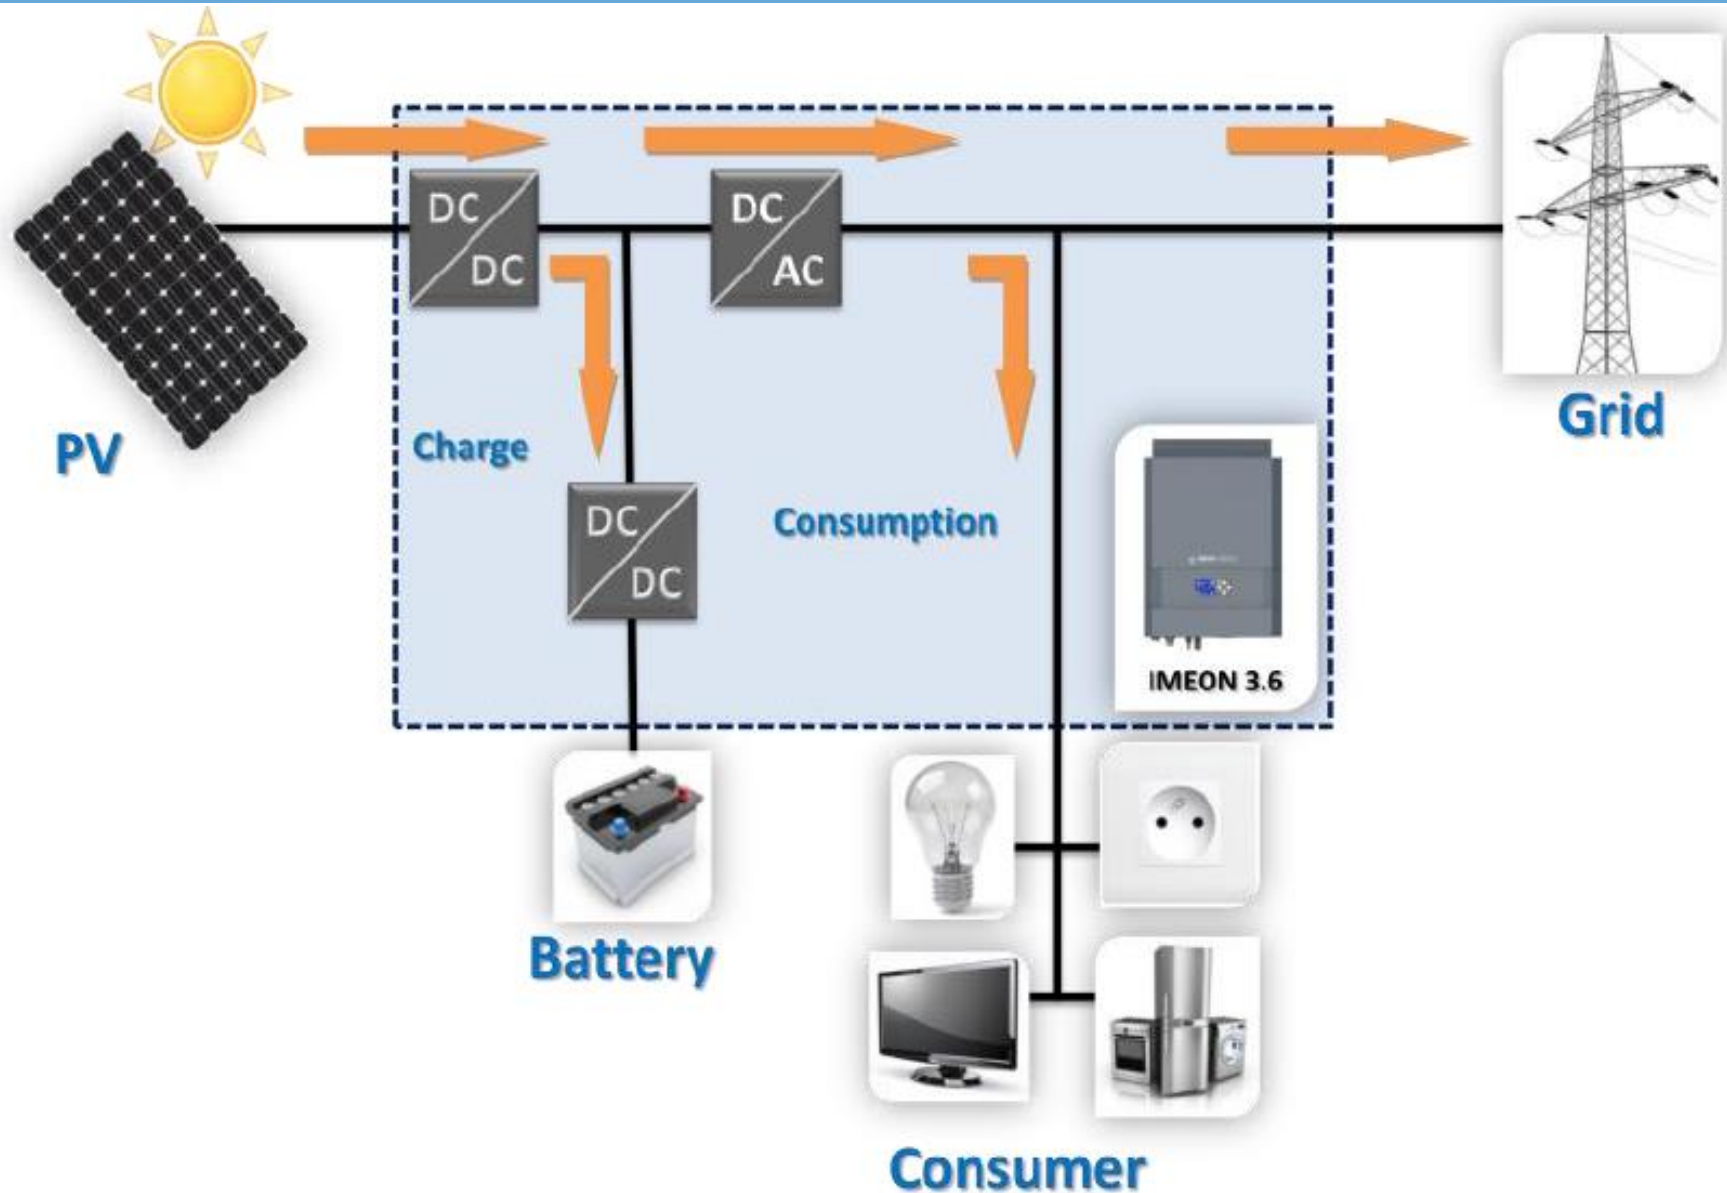 DC
DC
DC
AC
PV
Charge
Grid
DC
DC
Consumption
IMEON 3.6
Battery
Consumer